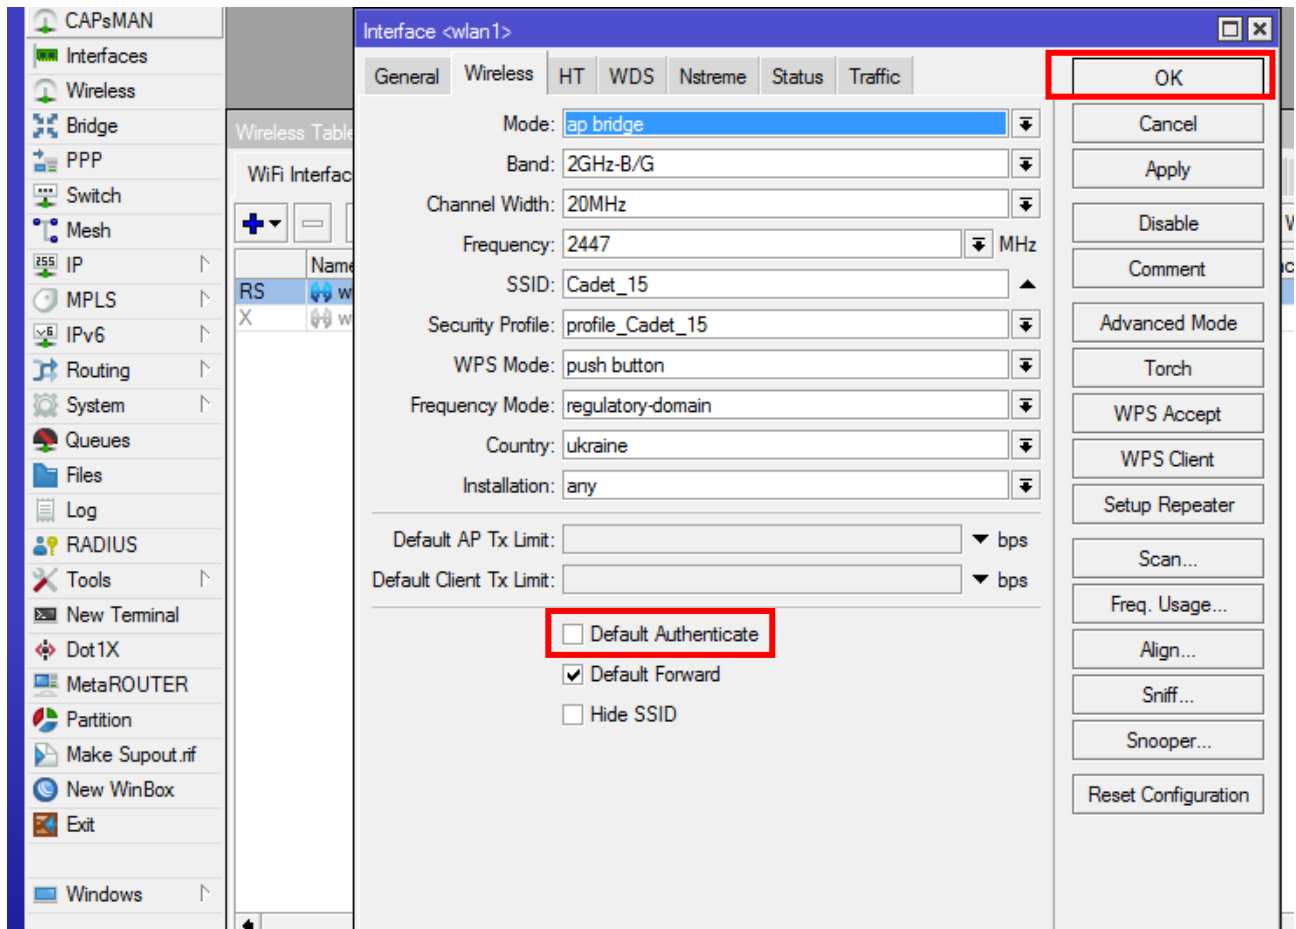 CAPsMAN
Interfaces
Wireless
Bridge
PPP
Switch
Mesh
IP
MPLS
IPv6
Routing
System
Queues
Files
Log
RADIUS
Tools
New Terminal
Dot1X
MetaROUTER
Partition
Make Supout.rif
New WinBox
Exit
Windows
Wireless Table
WiFi Interfac
Name
RS
X
Interface <wlan1>
General Wireless HT WDS Nstreme Status Traffic
Mode: ap bridge
Band: 2GHz-B/G
Channel Width: 20MHz
Frequency: 2447 MHz
SSID: Cadet_15
Security Profile: profile_Cadet_15
WPS Mode: push button
Frequency Mode: regulatory-domain
Country: ukraine
Installation: any
Default AP Tx Limit: bps
Default Client Tx Limit: bps
Default Authenticate
Default Forward
Hide SSID
OK
Cancel
Apply
Disable
Comment
Advanced Mode
Torch
WPS Accept
WPS Client
Setup Repeater
Scan...
Freq. Usage...
Align...
Sniff...
Snooper...
Reset Configuration